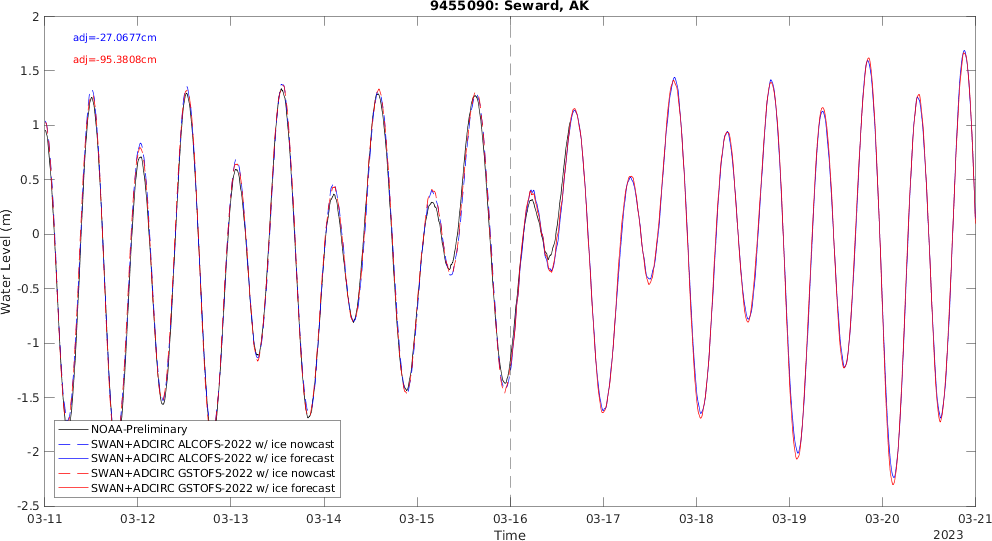 9455090: Seward, AK
adj=-27.0677cm
adj=-95.3808cm
Water Level (m)
2
1.5
1
0.5
0
-0.5
-1
-1.5
-2
-2.5
NOAA-Preliminary
SWAN+ADCIRC ALCOFS-2022 w/ ice nowcast
SWAN+ADCIRC ALCOFS-2022 w/ ice forecast
SWAN+ADCIRC GSTOFS-2022 w/ ice nowcast
SWAN+ADCIRC GSTOFS-2022 w/ ice forecast
03-11 03-12 03-13 03-14 03-15 03-16 03-17 03-18 03-19 03-20 03-21
Time
2023